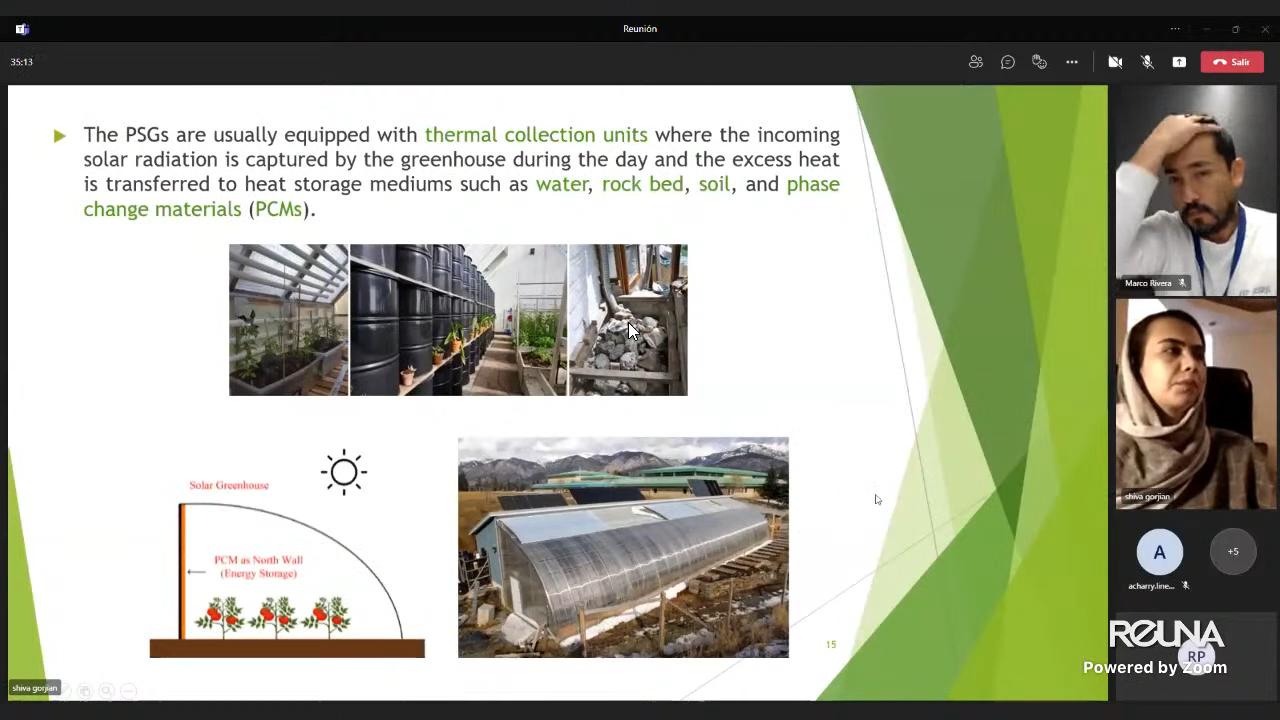 Reunión
35:13
Salir
The PSGs are usually equipped with thermal collection units where the incoming
solar radiation is captured by the greenhouse during the day and the excess heat
is transferred to heat storage mediums such as water, rock bed, soil, and phase
change materials (PCMs).
Solar Greenhouse
PCM as North Wall
(Energy Storage)
15
shiva gorjian
Marco Rivera
shiva gorjian
A
+5
acharry.line...
REUNA
RP
Powered by Zoom